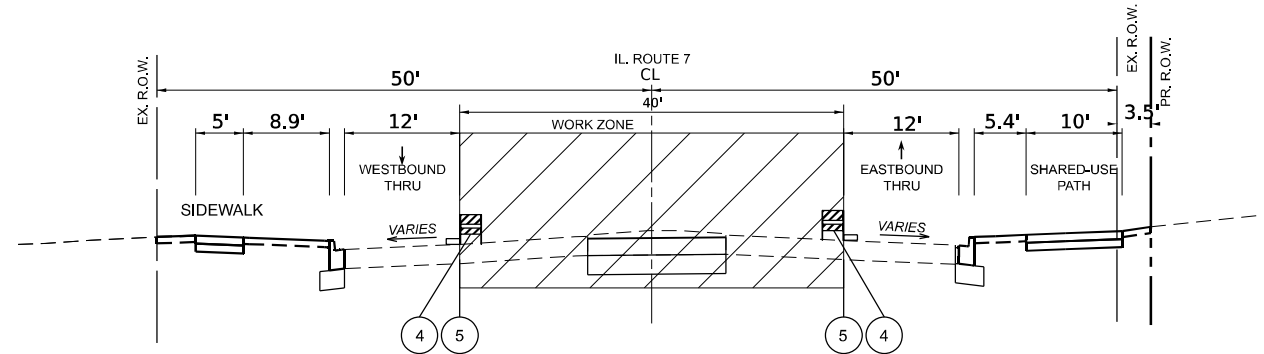 IL. ROUTE 7
CL
EX. R.O.W.
EX. R.O.W.
PR. R.O.W.
50'
50'
40'
5'
8.9'
12'
WORK ZONE
12'
5.4'
10'
3.5'
WESTBOUND
THRU
EASTBOUND
THRU
SHARED-USE
PATH
SIDEWALK
VARIES
VARIES
4
5
5
4